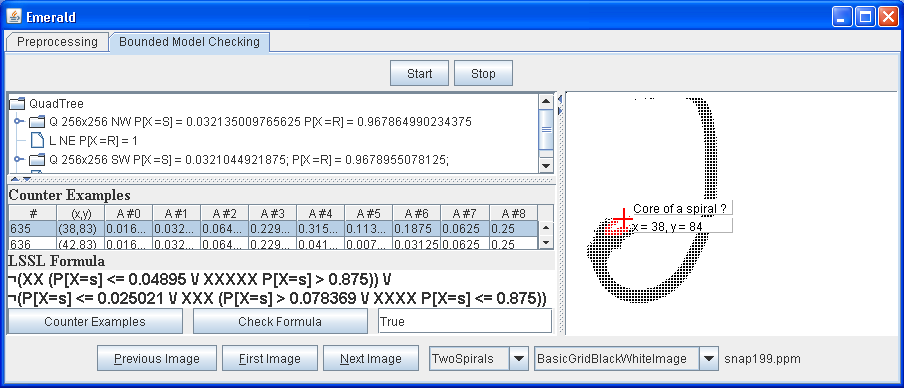 Emerald
Preprocessing Bounded Model Checking
Start Stop
QuadTree
Q 256x256 NW P[X=S] = 0.032135009765625 P[X=R] = 0.967864990234375
L NE P[X=R] = 1
Q 256x256 SW P[X=S] = 0.0321044921875; P[X=R] = 0.9678955078125;
Counter Examples
# (x,y) A #0 A #1 A #2 A #3 A #4 A #5 A #6 A #7 A #8
635 (38,83) 0.016... 0.032... 0.064... 0.229... 0.315... 0.113... 0.1875 0.0625 0.25
636 (42,83) 0.016... 0.032... 0.064... 0.229... 0.041... 0.007... 0.03125 0.0625 0.25
LSSL Formula
¬(XX (P[X=s] <= 0.04895 \/ XXXXX P[X=s] > 0.875)) \/
¬(P[X=s] <= 0.025021 \/ XXX (P[X=s] > 0.078369 \/ XXXX P[X=s] <= 0.875))
Counter Examples Check Formula True
Core of a spiral ?
x = 38, y = 84
Previous Image First Image Next Image TwoSpirals BasicGridBlackWhiteImage snap199.ppm